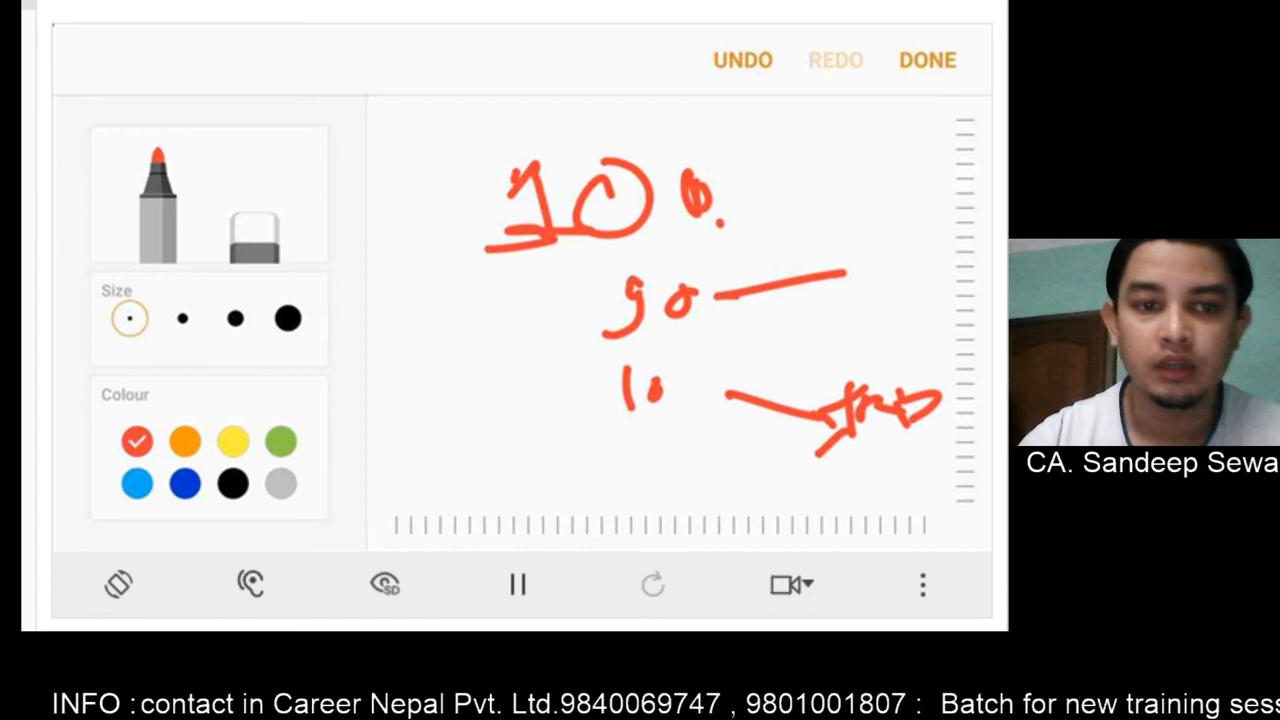 UNDO REDO DONE
100.
Size
90
Colour
10
SD
CA. Sandeep Sewa
INFO : contact in Career Nepal Pvt. Ltd.9840069747 , 9801001807 : Batch for new training sess